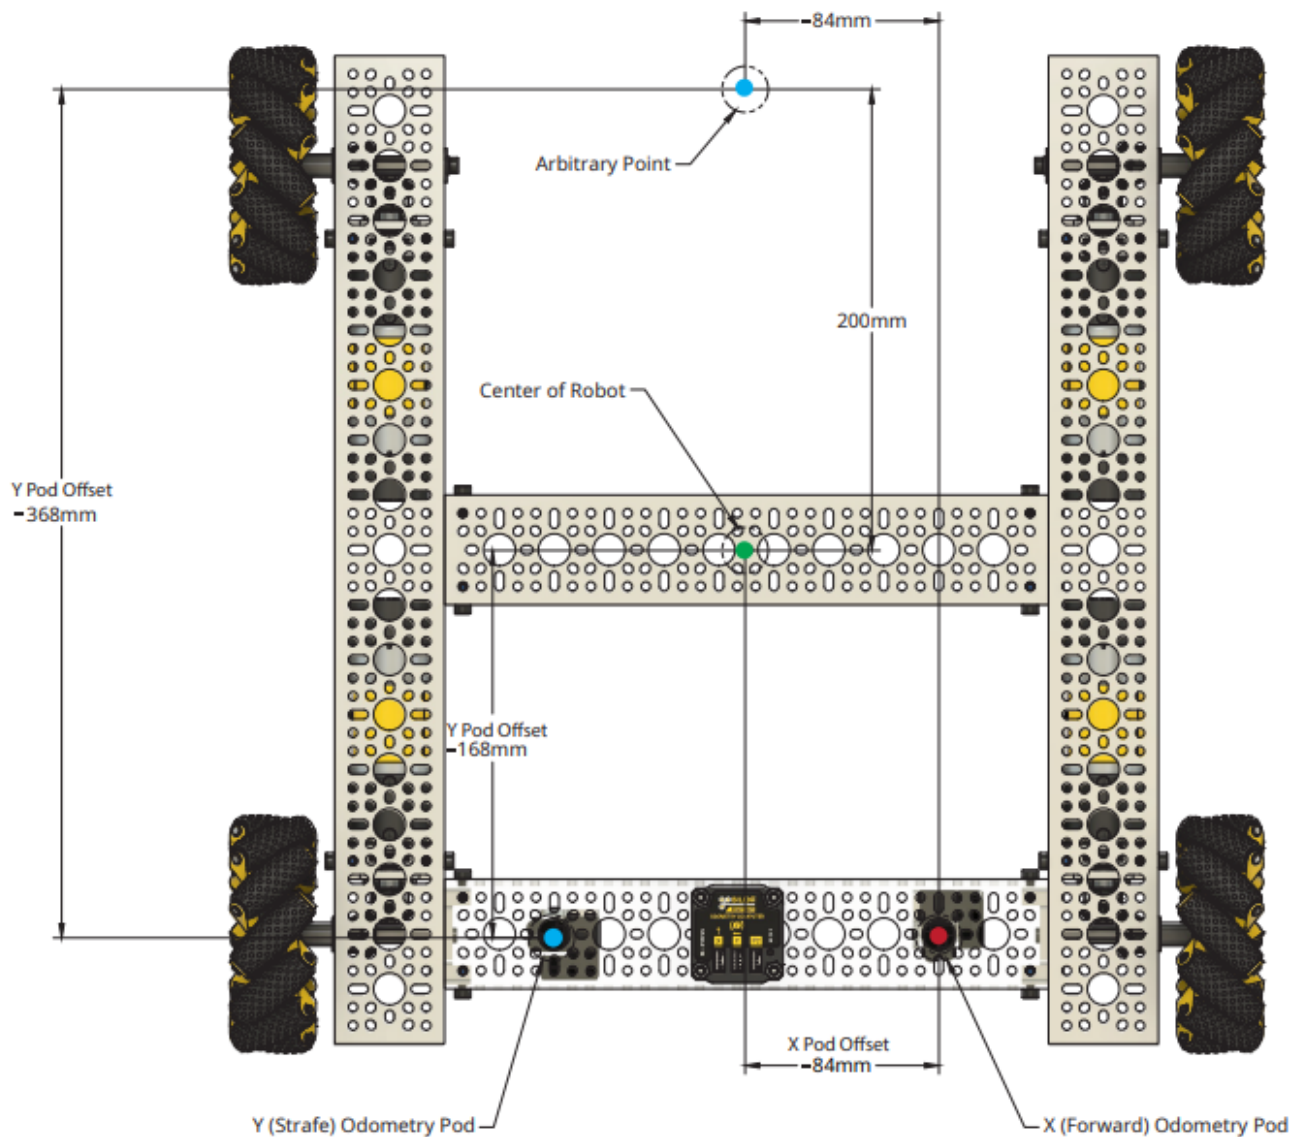 -84mm
Arbitrary Point
200mm
Center of Robot
Y Pod Offset
-368mm
Y Pod Offset
-168mm
X Pod Offset
-84mm
Y (Strafe) Odometry Pod
X (Forward) Odometry Pod